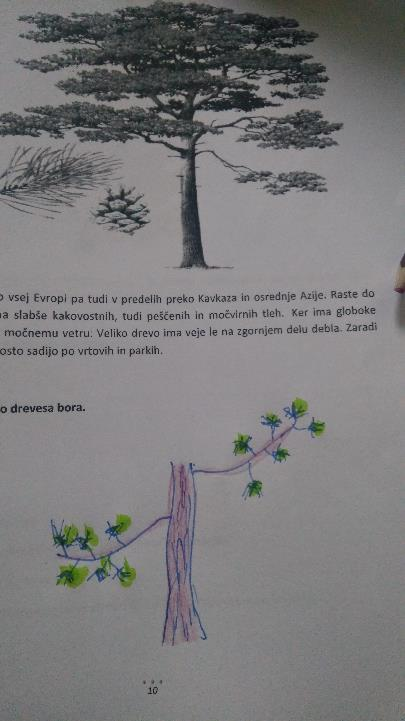 o vsej Evropi pa tudi v predelih preko Kavkaza in osrednje Azije. Raste do
na slabše kakovostnih, tudi peščenih in močvirnih tleh. Ker ima globoke
močnemu vetru. Veliko drevo ima veje le na zgornjem delu debla. Zaradi
osto sadijo po vrtovih in parkih.
o drevesa bora.
10